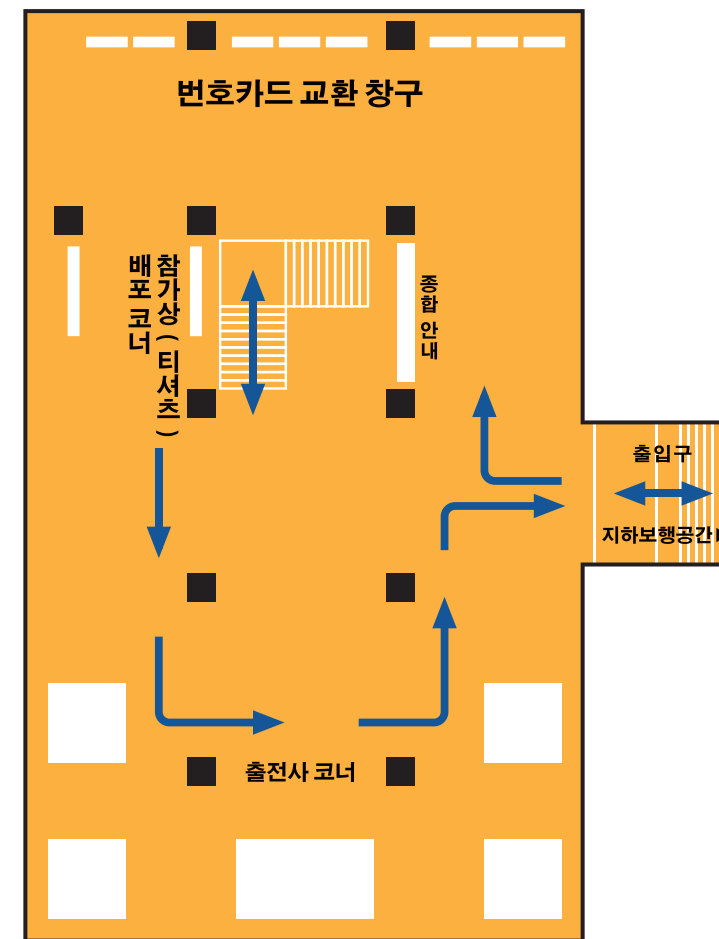 번호카드 교환 창구
참가상 (티셔츠)
배포 코너
종합 안내
출입구
지하보행공간
출전사 코너